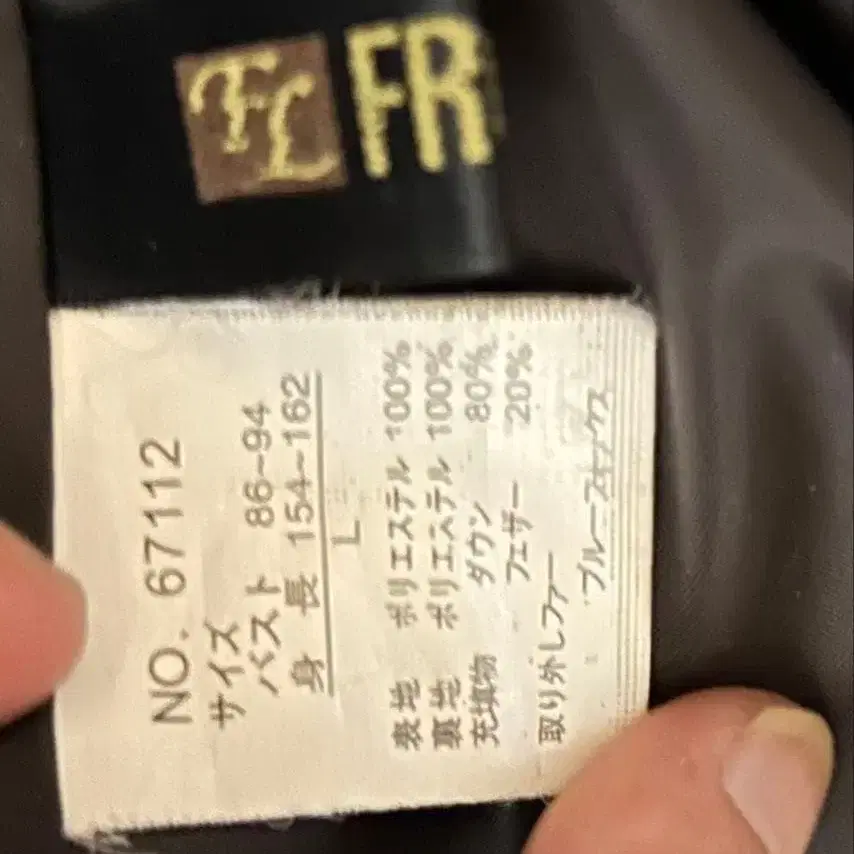 FL FR
NO. 67112
サイズ
バスト 86-94
身長 154~162
L
表地 ポリエステル 100%
裏地 ポリエステル 100%
充填物 ダウン 80%
フェザー 20%
取り外しファー
ブルーフォックス